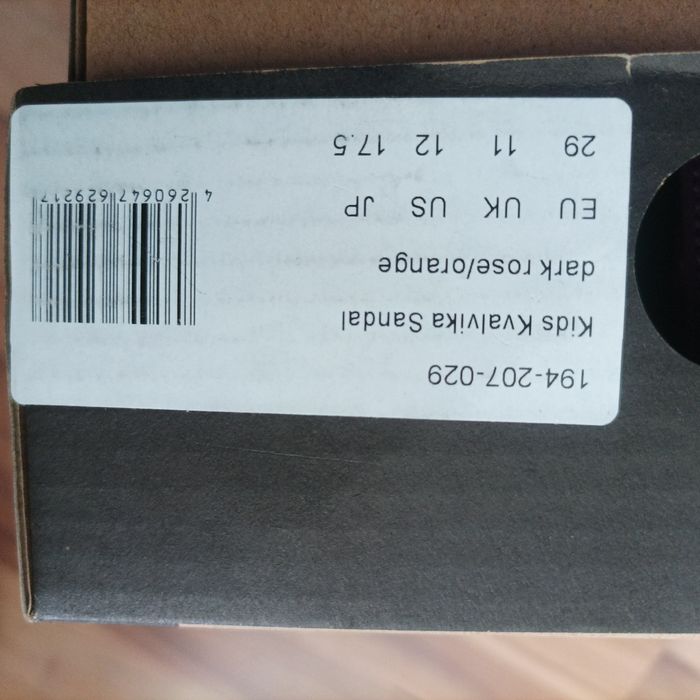 194-207-029
Kids Kvalvika Sandal
dark rose/orange
EU UK US JP
29 11 12 17.5
4 260647 629217